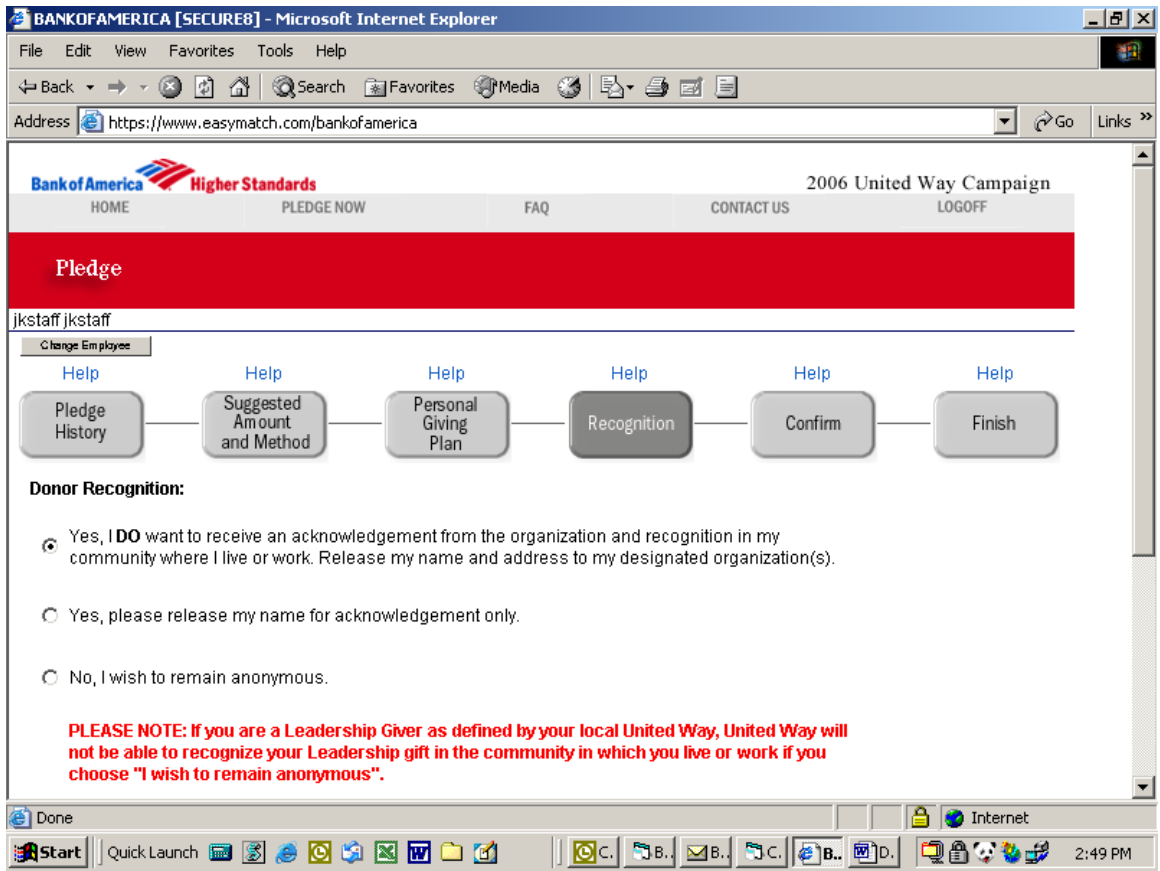 BANKOFAMERICA [SECURE8] - Microsoft Internet Explorer
File Edit View Favorites Tools Help
Back Search Favorites Media
Address https://www.easymatch.com/bankofamerica Go Links »
Bank of America Higher Standards 2006 United Way Campaign
HOME PLEDGE NOW FAQ CONTACT US LOGOFF
Pledge
jkstaff jkstaff
Change Employee
Help Help Help Help Help Help
Pledge
History
Suggested
Amount
and Method
Personal
Giving
Plan
Recognition
Confirm
Finish
Donor Recognition:
Yes, I DO want to receive an acknowledgement from the organization and recognition in my
community where I live or work. Release my name and address to my designated organization(s).
Yes, please release my name for acknowledgement only.
No, I wish to remain anonymous.
PLEASE NOTE: If you are a Leadership Giver as defined by your local United Way, United Way will
not be able to recognize your Leadership gift in the community in which you live or work if you
choose "I wish to remain anonymous".
Done Internet
Start Quick Launch C. B.. B.. C. B.. D. 2:49 PM